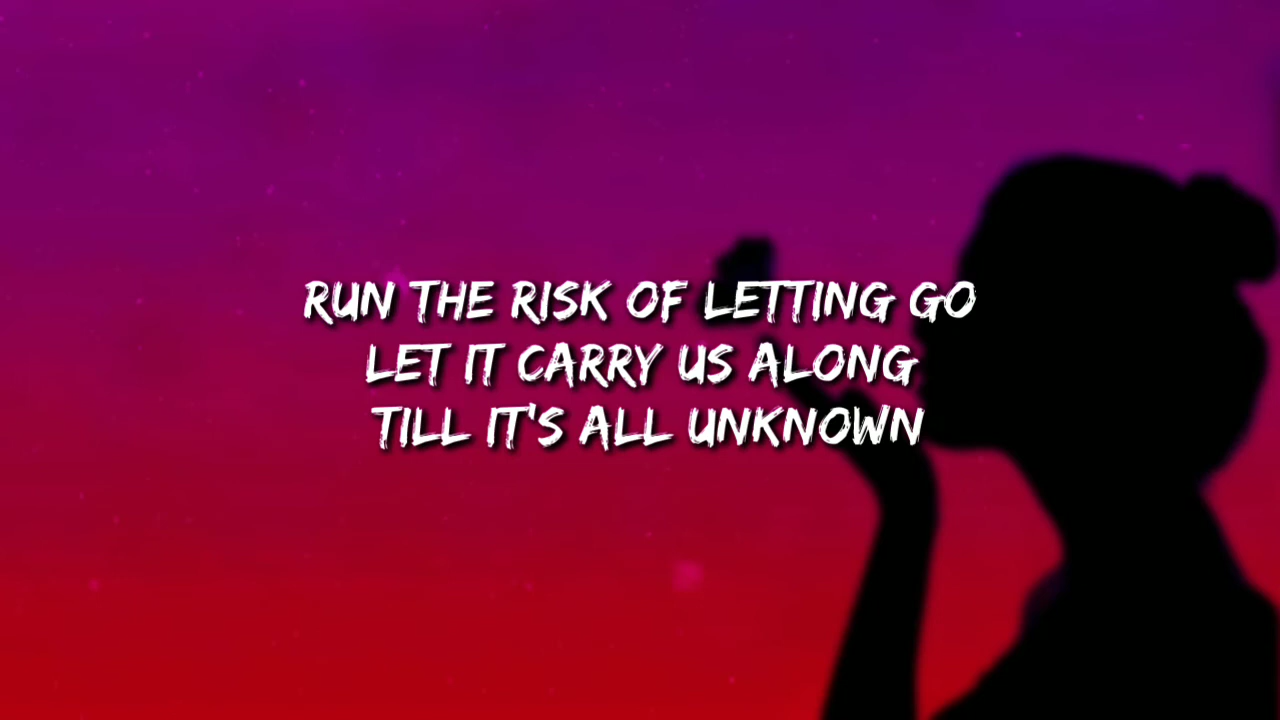 RUN THE RISK OF LETTING GO
LET IT CARRY US ALONG
TILL IT'S ALL UNKNOWN